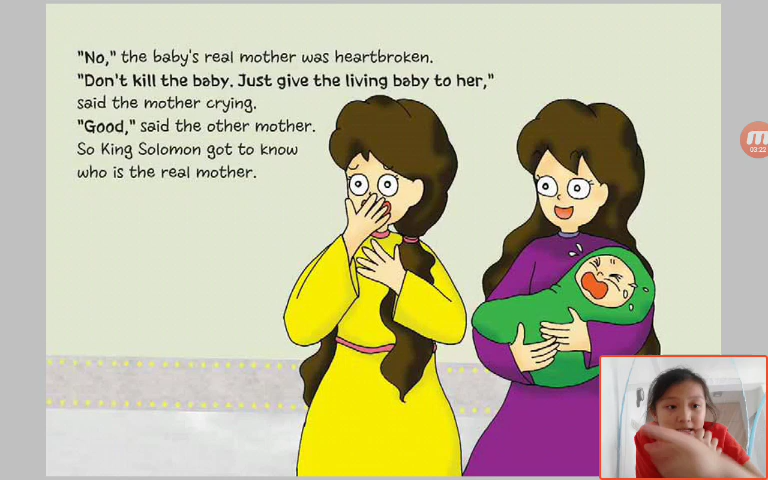 "No," the baby's real mother was heartbroken.
"Don't kill the baby. Just give the living baby to her,"
said the mother crying.
"Good," said the other mother.
So King Solomon got to know
who is the real mother.
03:22